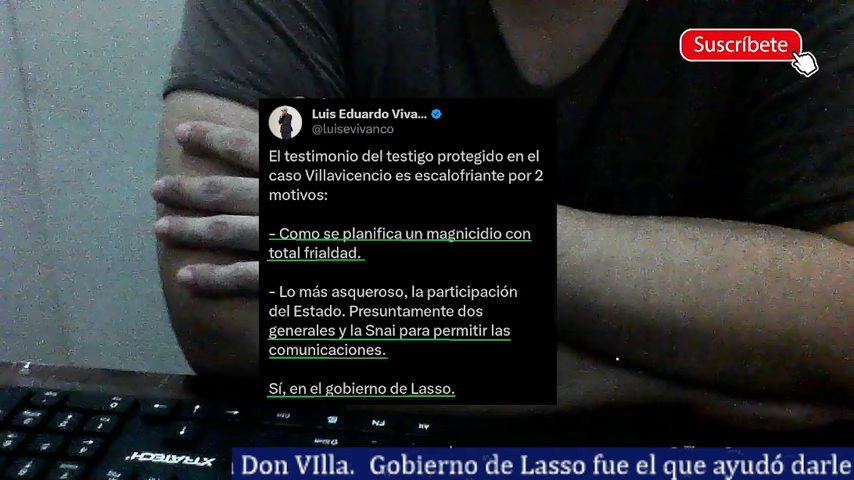 Suscríbete
Luis Eduardo Viva...
@luisevivanco
El testimonio del testigo protegido en el
caso Villavicencio es escalofriante por 2
motivos:
- Como se planifica un magnicidio con
total frialdad.
- Lo más asqueroso, la participación
del Estado. Presuntamente dos
generales y la Snai para permitir las
comunicaciones.
Sí, en el gobierno de Lasso.
XTRATECH
Don VIlla. Gobierno de Lasso fue el que ayudó darle